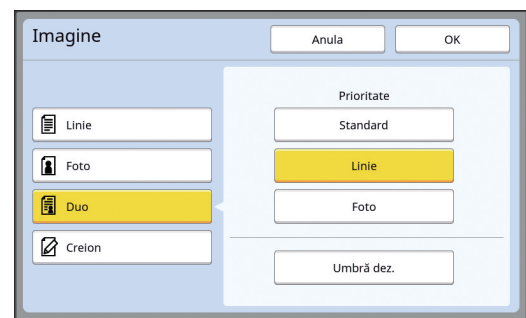 Imagine
Anula
OK
Prioritate
Linie
Standard
Foto
Linie
Duo
Foto
Creion
Umbră dez.